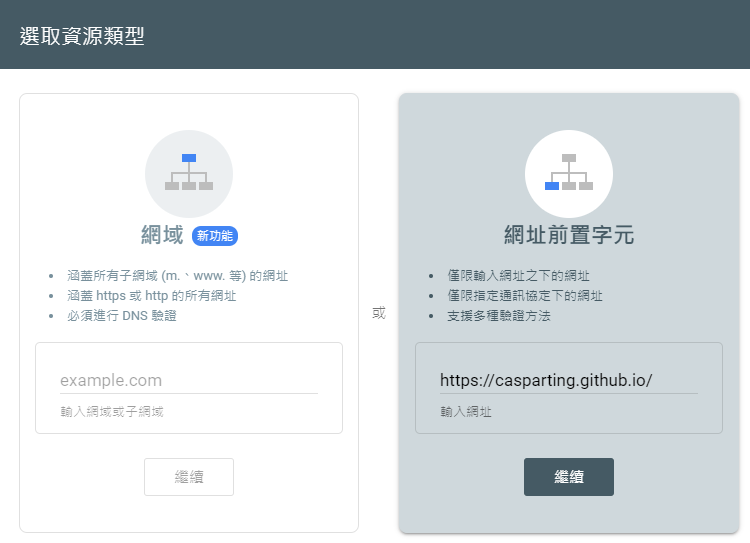 選取資源類型
網域 新功能
涵蓋所有子網域 (m.、www. 等) 的網址
涵蓋 https 或 http 的所有網址
必須進行 DNS 驗證
example.com
輸入網域或子網域
繼續
或
網址前置字元
僅限輸入網址之下的網址
僅限指定通訊協定下的網址
支援多種驗證方法
https://casparting.github.io/
輸入網址
繼續